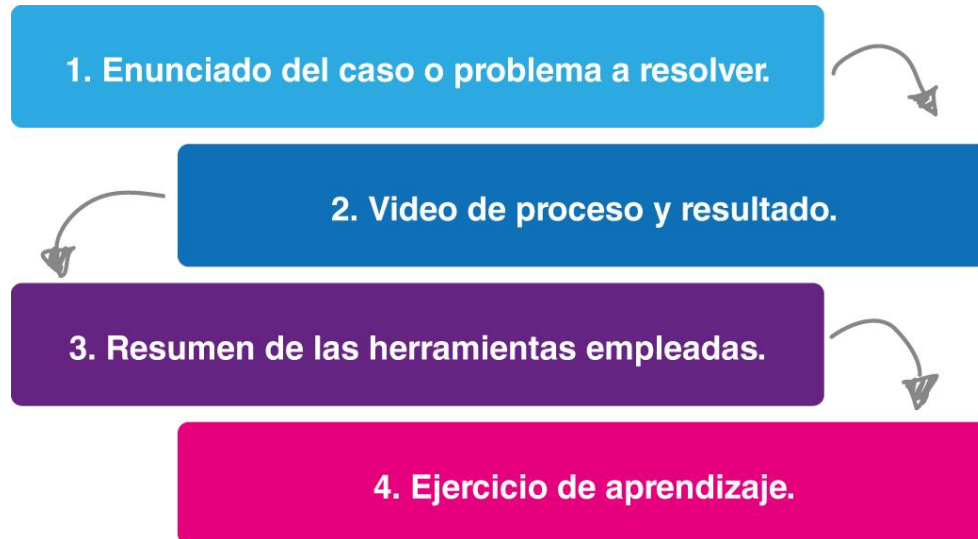 1. Enunciado del caso o problema a resolver.
2. Video de proceso y resultado.
3. Resumen de las herramientas empleadas.
4. Ejercicio de aprendizaje.